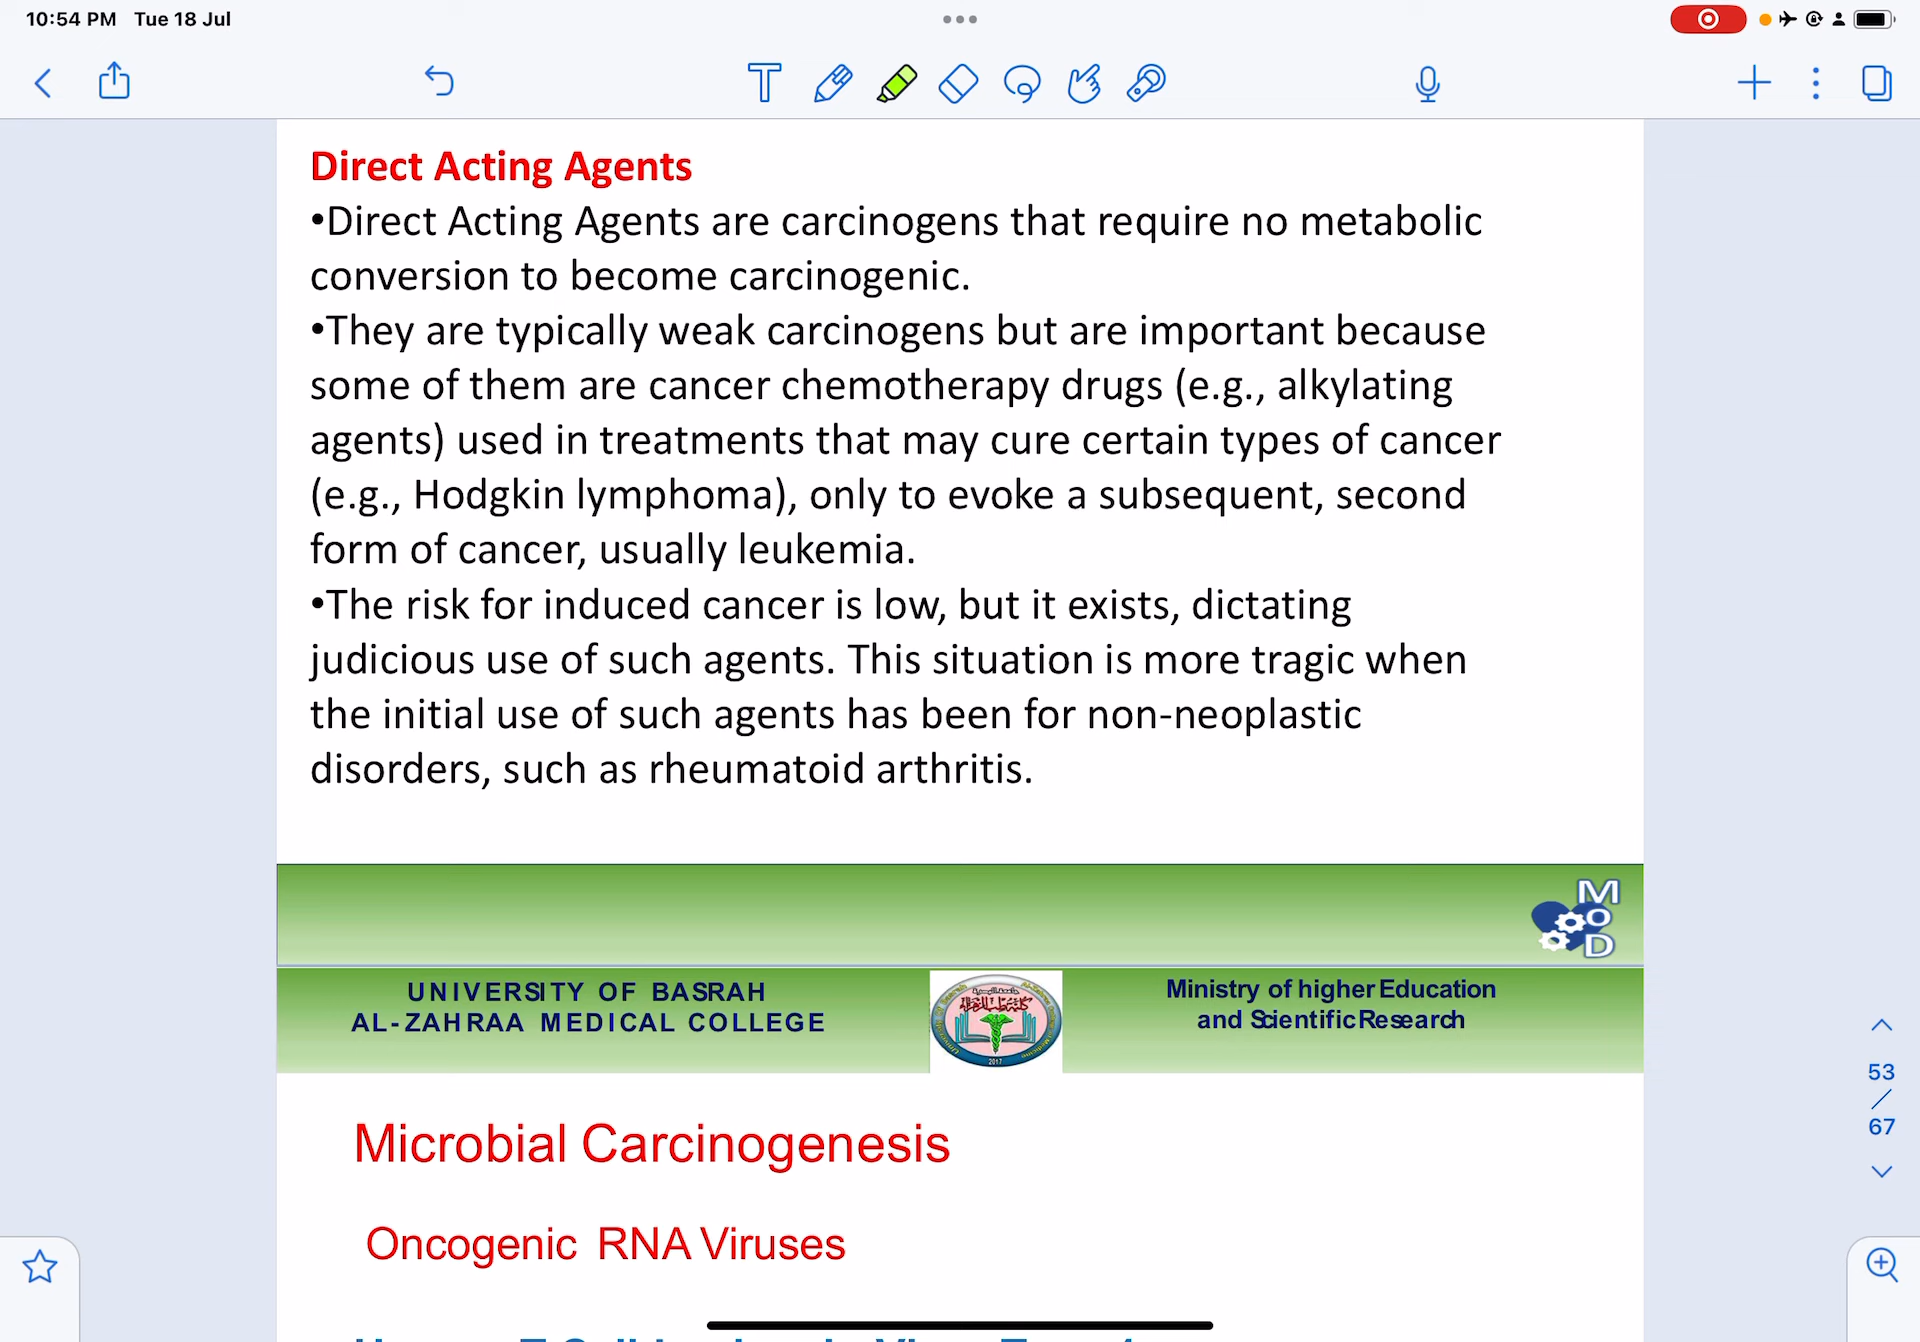 10:54 PM Tue 18 Jul
Direct Acting Agents
•Direct Acting Agents are carcinogens that require no metabolic
conversion to become carcinogenic.
•They are typically weak carcinogens but are important because
some of them are cancer chemotherapy drugs (e.g., alkylating
agents) used in treatments that may cure certain types of cancer
(e.g., Hodgkin lymphoma), only to evoke a subsequent, second
form of cancer, usually leukemia.
•The risk for induced cancer is low, but it exists, dictating
judicious use of such agents. This situation is more tragic when
the initial use of such agents has been for non-neoplastic
disorders, such as rheumatoid arthritis.
MOD
UNIVERSITY OF BASRAH
AL-ZAHRAA MEDICAL COLLEGE
2017
Ministry of higher Education
and Scientific Research
53
/
67
Microbial Carcinogenesis
Oncogenic RNA Viruses